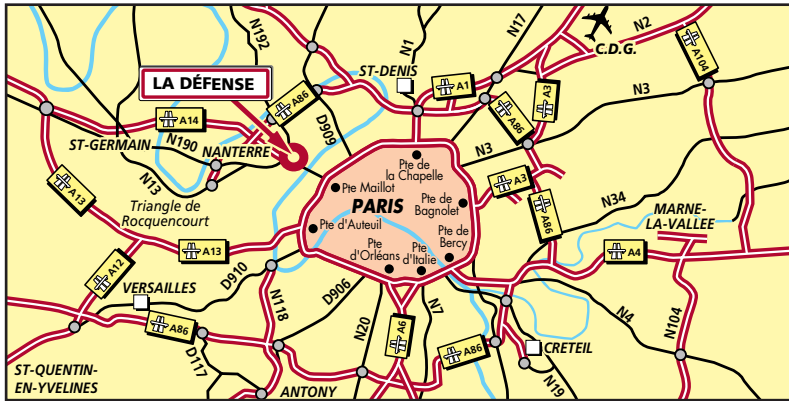 N192
N1
N17
N2
C.D.G.
A104
ST-DENIS
LA DÉFENSE
A86
A1
A3
N3
A14
D909
A86
ST-GERMAIN
N190
NANTERRE
N3
Pte de
la Chapelle
N13
A13
A3
Pte Maillot
PARIS
Pte de
Bagnolet
N34
Triangle de
Rocquencourt
MARNE-
LA-VALLEE
Pte d'Auteuil
A86
A13
Pte
d'Orléans
Pte
d'Italie
Pte de
Bercy
A4
A12
D910
VERSAILLES
N118
D906
N7
N4
N104
A86
D117
N20
A6
A86
CRETEIL
ST-QUENTIN-
EN-YVELINES
ANTONY
N19